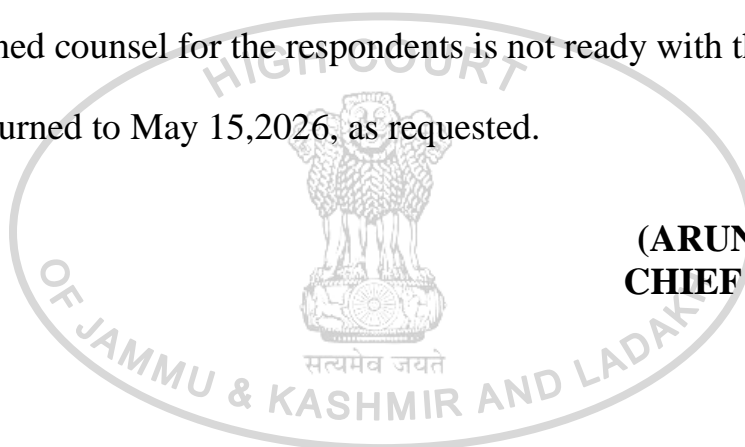 HIGH COURT
ned counsel for the respondents is not ready with th
urned to May 15,2026, as requested.
(ARUN
CHIEF
सत्यमेव जयते
OF JAMMU & KASHMIR AND LADAKH